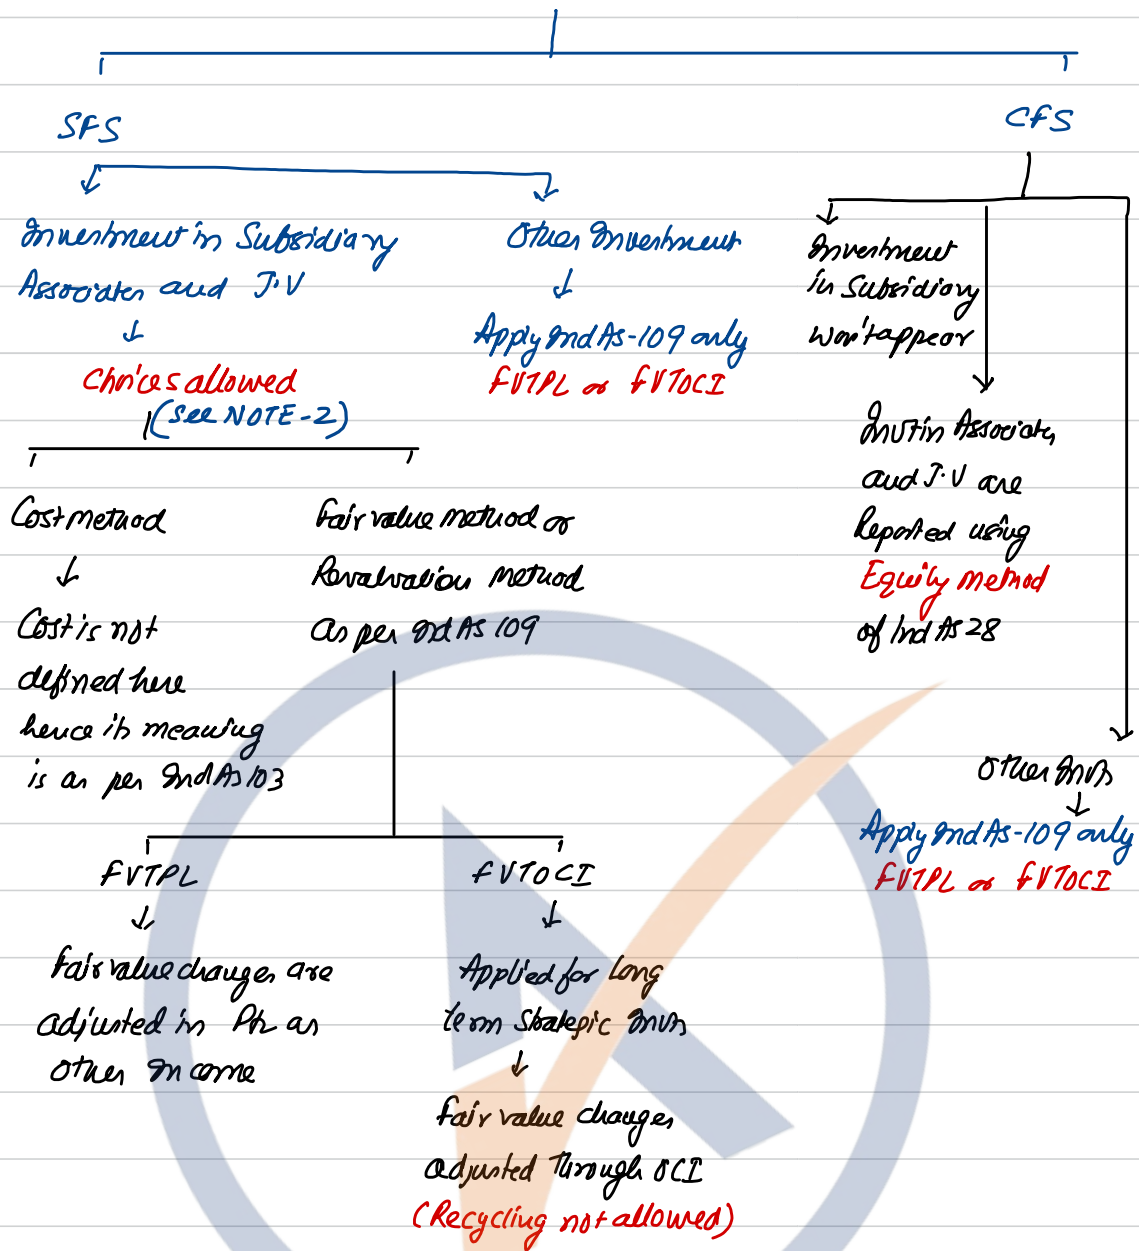 SFS
CFS
Investment in Subsidiary
Associates and J.V
↓
Choices allowed
(See NOTE-2)
Other Investment
↓
Apply Ind As-109 only
FVTPL or FVTOCI
Investment
in Subsidiary
won't appear
Invt in Associates
and J.V are
Reported using
Equity method
of Ind AS 28
Other Invts
↓
Apply Ind As-109 only
FVTPL or FVTOCI
Cost method
↓
Cost is not
defined here
hence its meaning
is as per Ind As 103
Fair value method or
Revaluation method
as per Ind As 109
FVTPL
↓
Fair value changes are
adjusted in P/L as
other income
FVTOCI
↓
Applied for Long
term Strategic Invts
↓
Fair value changes
adjusted through OCI
(Recycling not allowed)